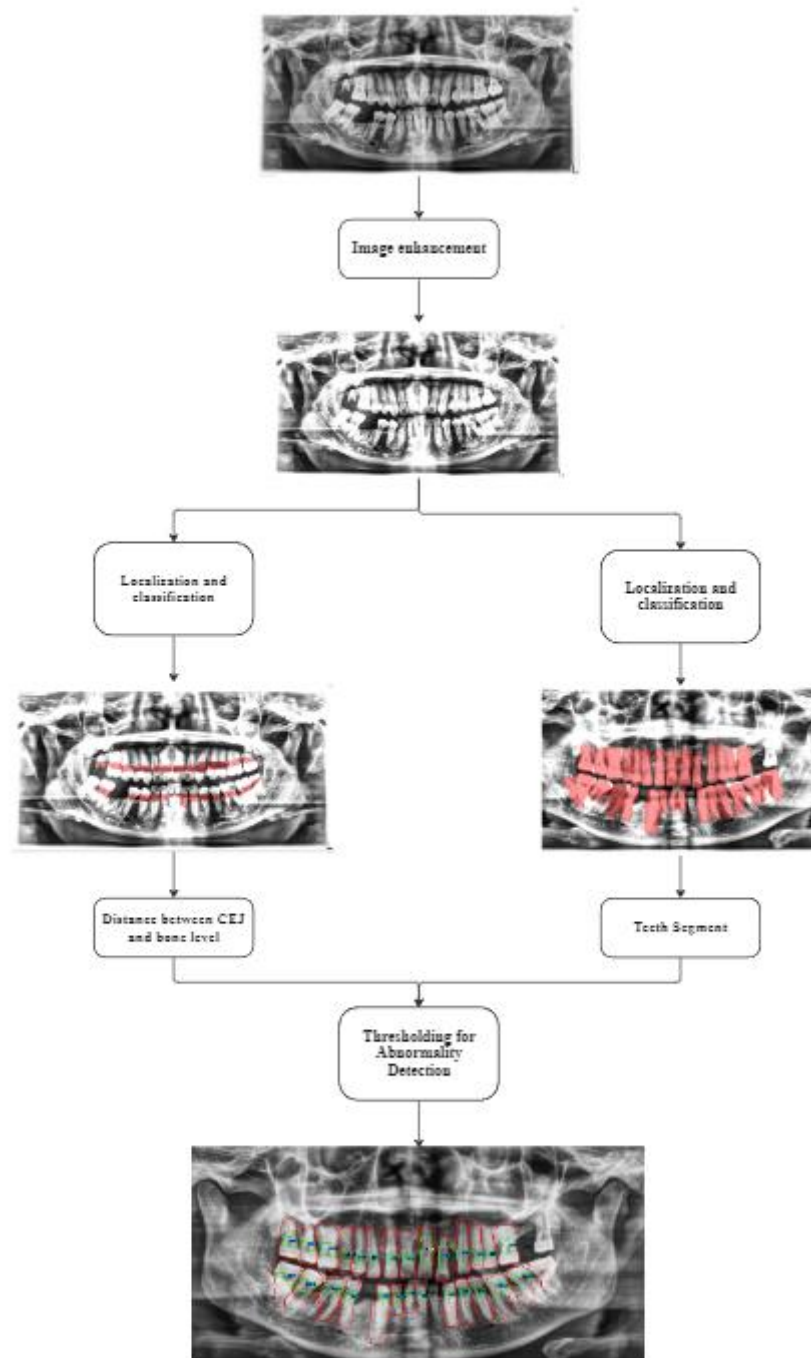 Image enhancement
Localization and
classification
Localization and
classification
Distance between CEJ
and bone level
Teeth Segment
Thresholding for
Abnormality
Detection